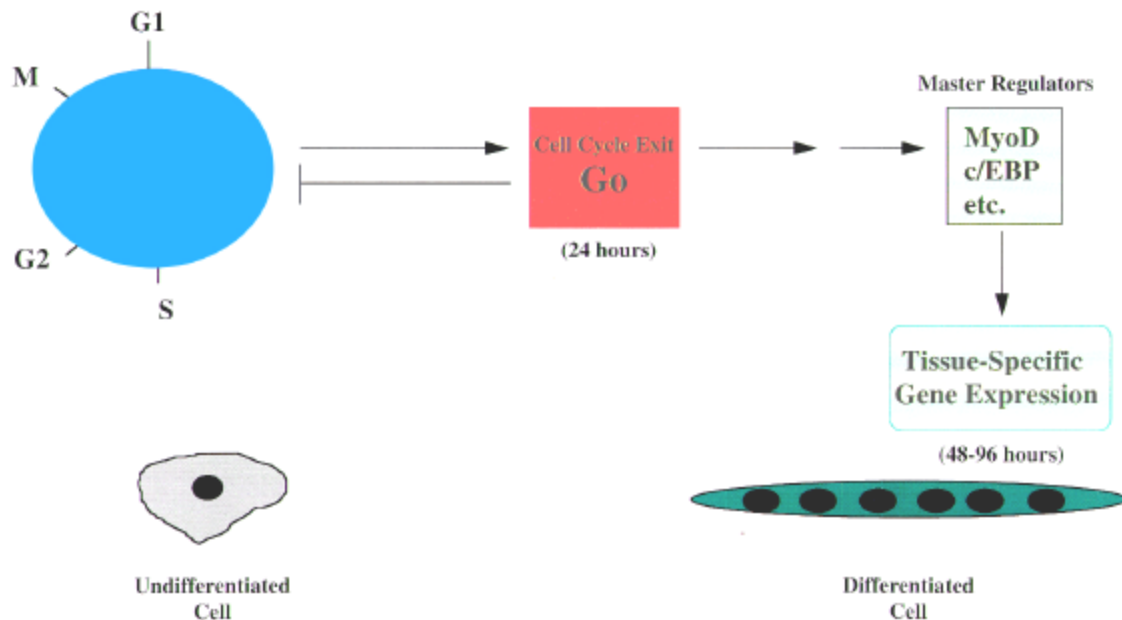 G1
M
G2
S
Cell Cycle Exit
Go
(24 hours)
Master Regulators
MyoD
c/EBP
etc.
Tissue-Specific
Gene Expression
(48-96 hours)
Undifferentiated
Cell
Differentiated
Cell